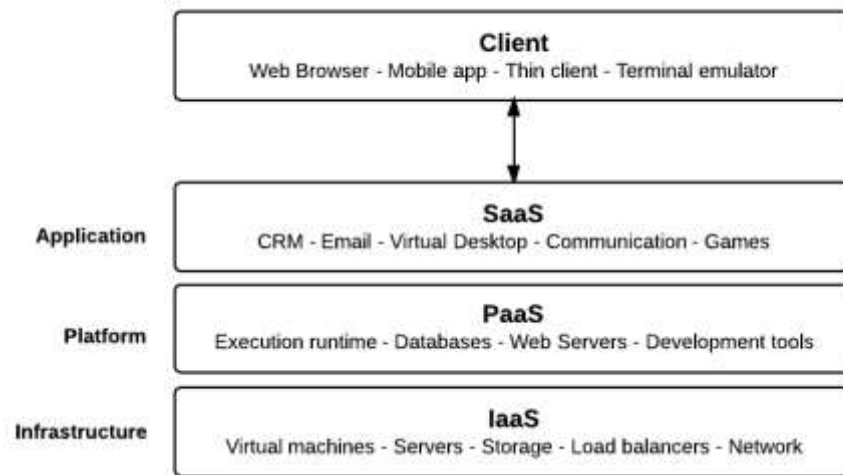 Client
Web Browser - Mobile app - Thin client - Terminal emulator
SaaS
Application
CRM - Email - Virtual Desktop - Communication - Games
PaaS
Platform
Execution runtime - Databases - Web Servers - Development tools
IaaS
Infrastructure
Virtual machines - Servers - Storage - Load balancers - Network